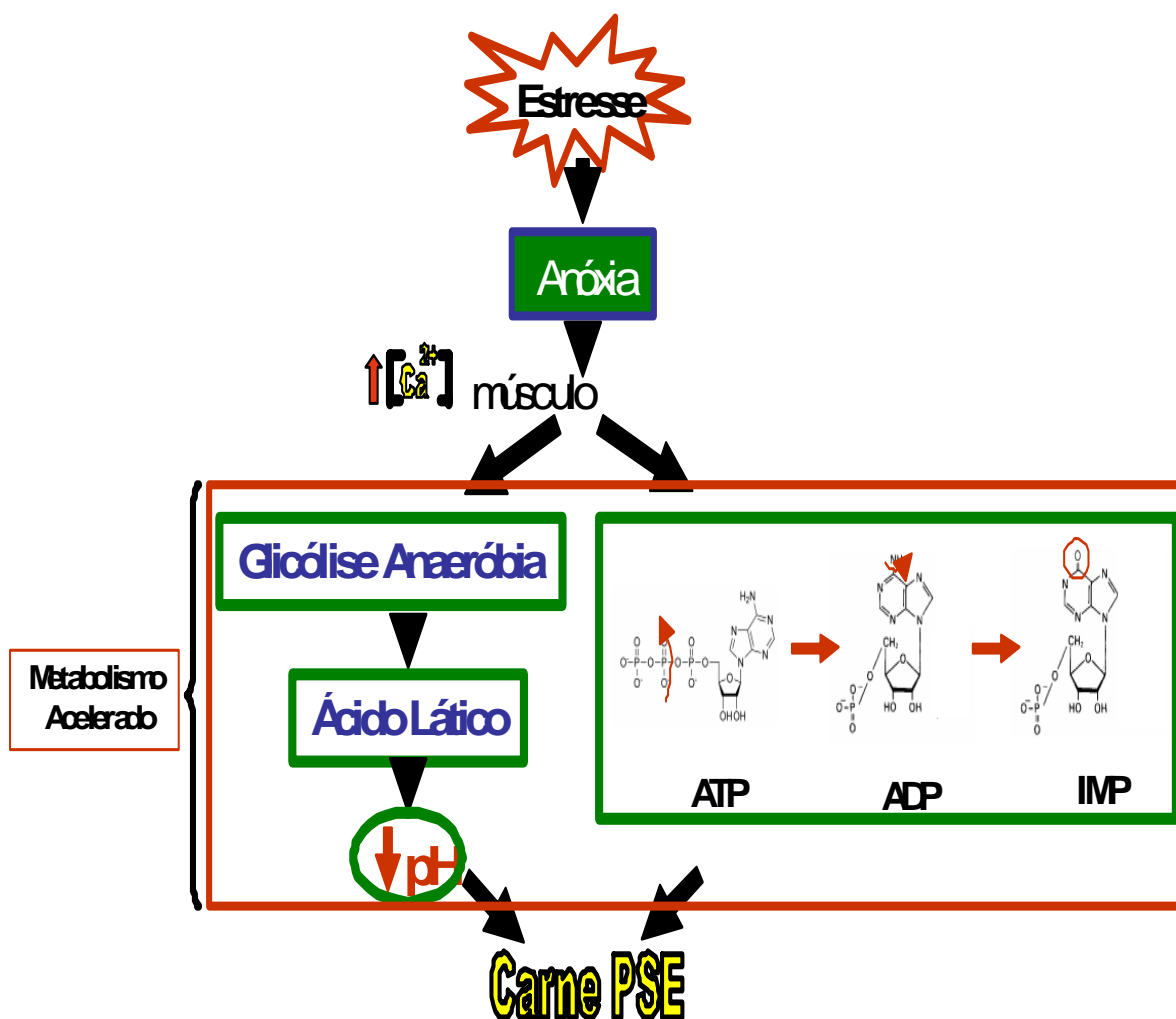 Estresse
Anóxia
[Ca2+] músculo
Glicólise Anaeróbia
Ácido Lático
pH
Metabolismo
Acelerado
ATP
ADP
IMP
Carne PSE